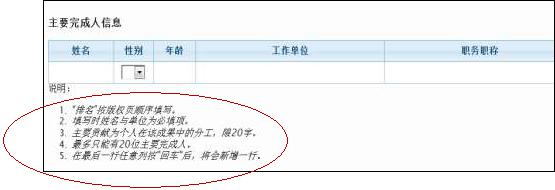 主要完成人信息
姓名 性别 年龄 工作单位 职务职称
说明：
1. "排名"按版权页顺序填写。
2. 填写时姓名与单位为必填项。
3. 主要贡献为个人在该成果中的分工，限20字。
4. 最多只能有20位主要完成人。
5. 在最后一行任意列按"回车"后，将会新增一行。